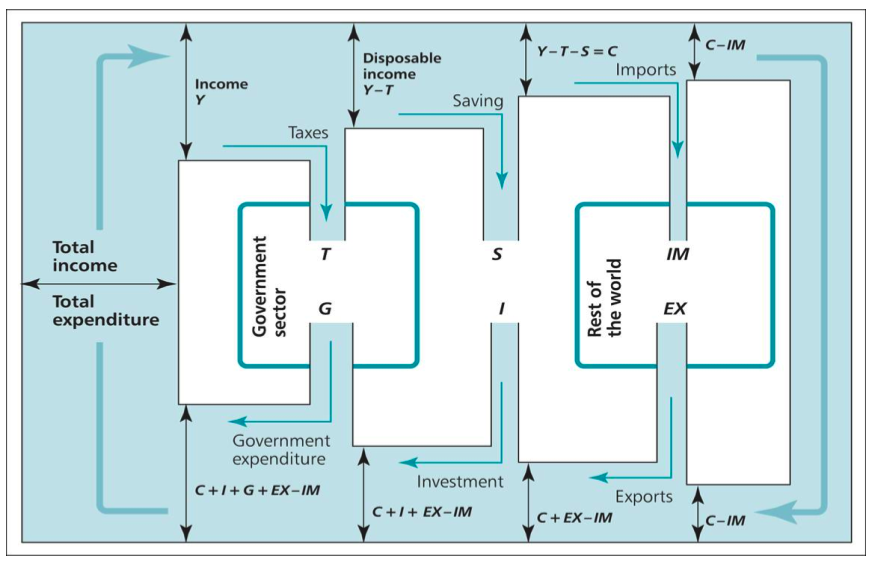 Income
Y
Disposable
income
Y–T
Y–T–S=C
C–IM
Taxes
Saving
Imports
Total
income
Total
expenditure
Government
sector
T
G
S
I
Rest of
the world
IM
EX
Government
expenditure
Investment
Exports
C+I+G+EX–IM
C+I+EX–IM
C+EX–IM
C–IM